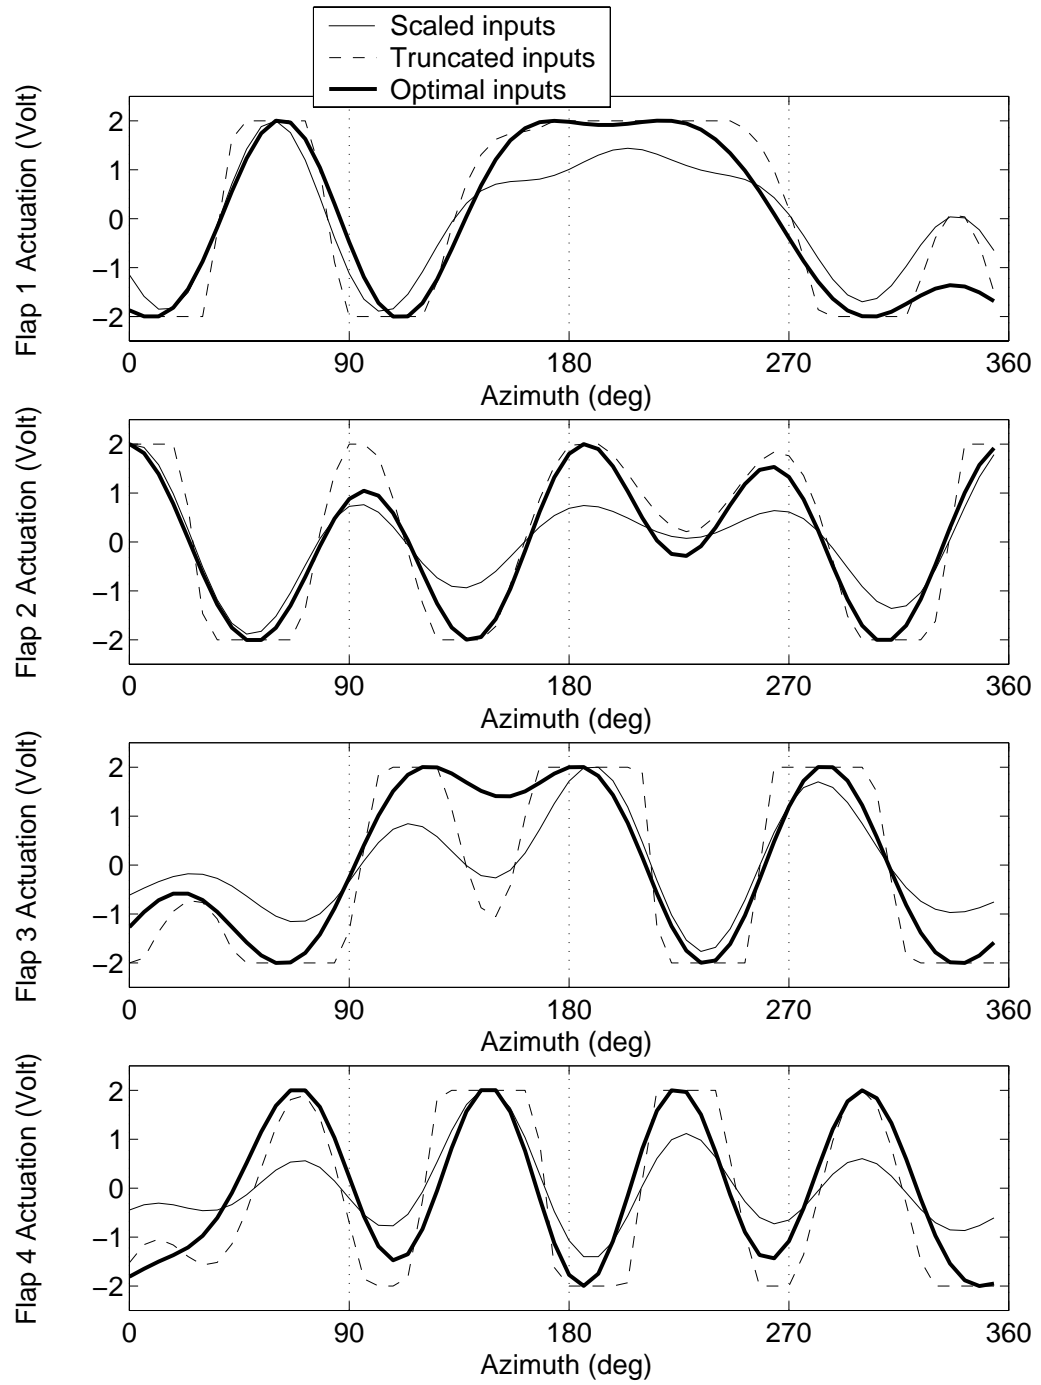 Scaled inputs
Truncated inputs
Optimal inputs
Flap 1 Actuation (Volt)
2
1
0
−1
−2
0 90 180 270 360
Azimuth (deg)
Flap 2 Actuation (Volt)
2
1
0
−1
−2
0 90 180 270 360
Azimuth (deg)
Flap 3 Actuation (Volt)
2
1
0
−1
−2
0 90 180 270 360
Azimuth (deg)
Flap 4 Actuation (Volt)
2
1
0
−1
−2
0 90 180 270 360
Azimuth (deg)